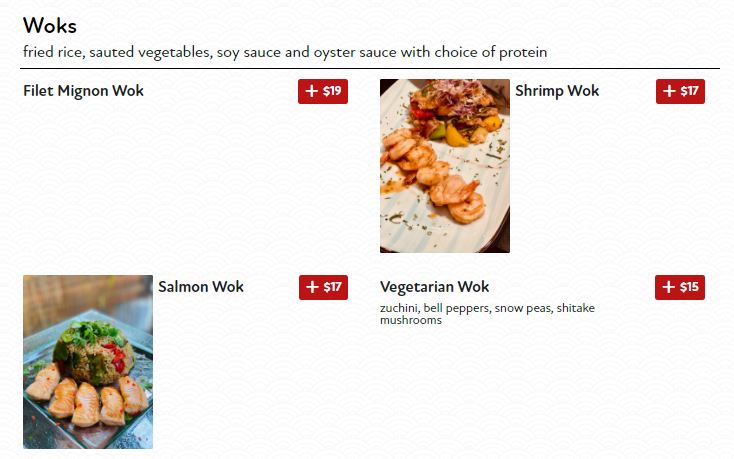 Woks
fried rice, sauted vegetables, soy sauce and oyster sauce with choice of protein
Filet Mignon Wok
+ $19
Shrimp Wok
+ $17
Salmon Wok
+ $17
Vegetarian Wok
+ $15
zuchini, bell peppers, snow peas, shitake
mushrooms